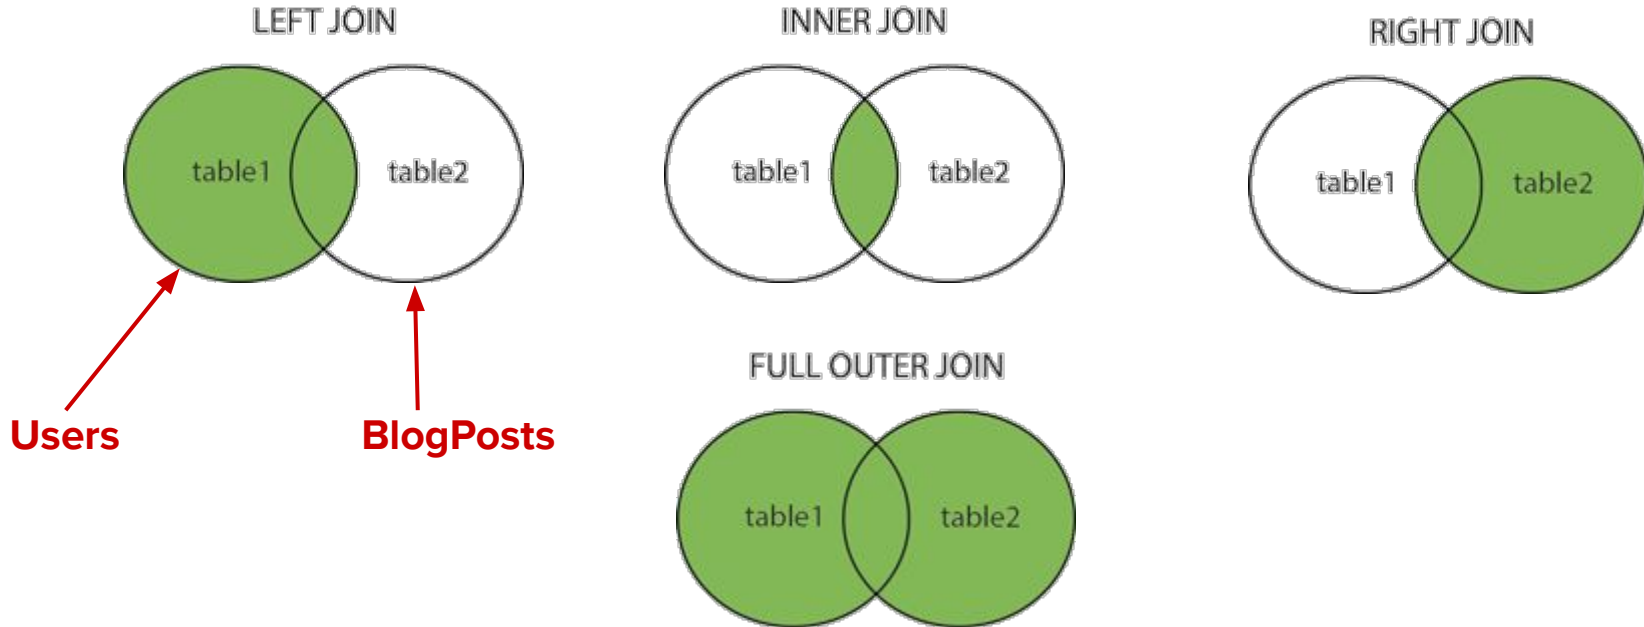 LEFT JOIN
table1
table2
Users
BlogPosts
INNER JOIN
table1
table2
RIGHT JOIN
table1
table2
FULL OUTER JOIN
table1
table2